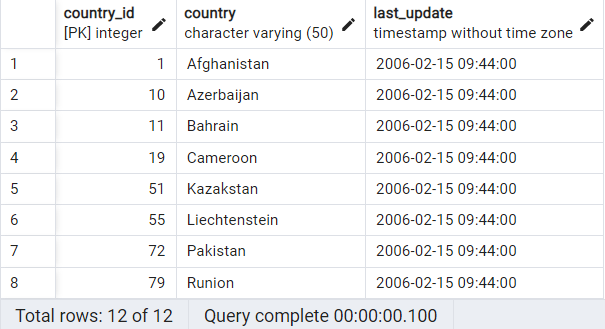 country_id country last_update
[PK] integer character varying (50) timestamp without time zone
1 1 Afghanistan 2006-02-15 09:44:00
2 10 Azerbaijan 2006-02-15 09:44:00
3 11 Bahrain 2006-02-15 09:44:00
4 19 Cameroon 2006-02-15 09:44:00
5 51 Kazakstan 2006-02-15 09:44:00
6 55 Liechtenstein 2006-02-15 09:44:00
7 72 Pakistan 2006-02-15 09:44:00
8 79 Runion 2006-02-15 09:44:00
Total rows: 12 of 12 Query complete 00:00:00.100